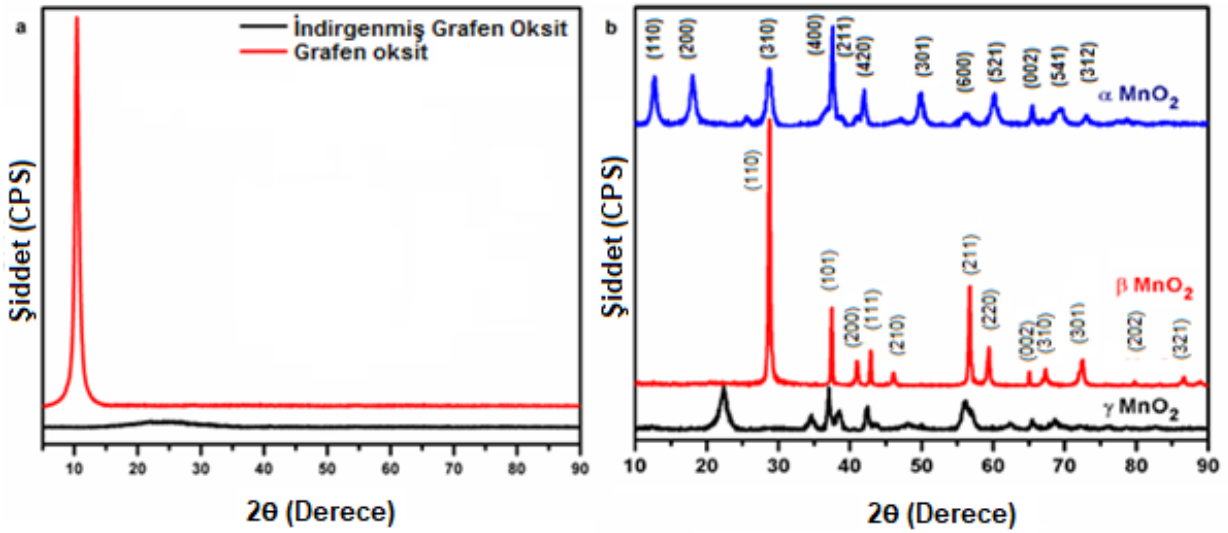 a
İndirgenmiş Grafen Oksit
Grafen oksit
Şiddet (CPS)
10 20 30 40 50 60 70 80 90
2θ (Derece)
b
(110) (200) (310) (400) (211) (420) (301) (600) (521) (002) (541) (312)
α MnO₂
(110) (101) (200) (111) (210) (211) (220) (002) (310) (301) (202) (321)
β MnO₂
γ MnO₂
Şiddet (CPS)
10 20 30 40 50 60 70 80 90
2θ (Derece)